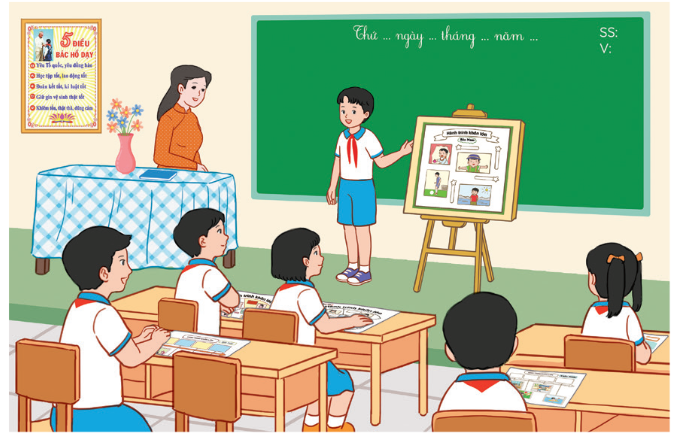 5 ĐIỀU
BÁC HỒ DẠY
Yêu Tổ quốc, yêu đồng bào
Học tập tốt, lao động tốt
Đoàn kết tốt, kỉ luật tốt
Giữ gìn vệ sinh thật tốt
Khiêm tốn, thật thà, dũng cảm
Thứ ... ngày ... tháng ... năm ...
SS:
V: